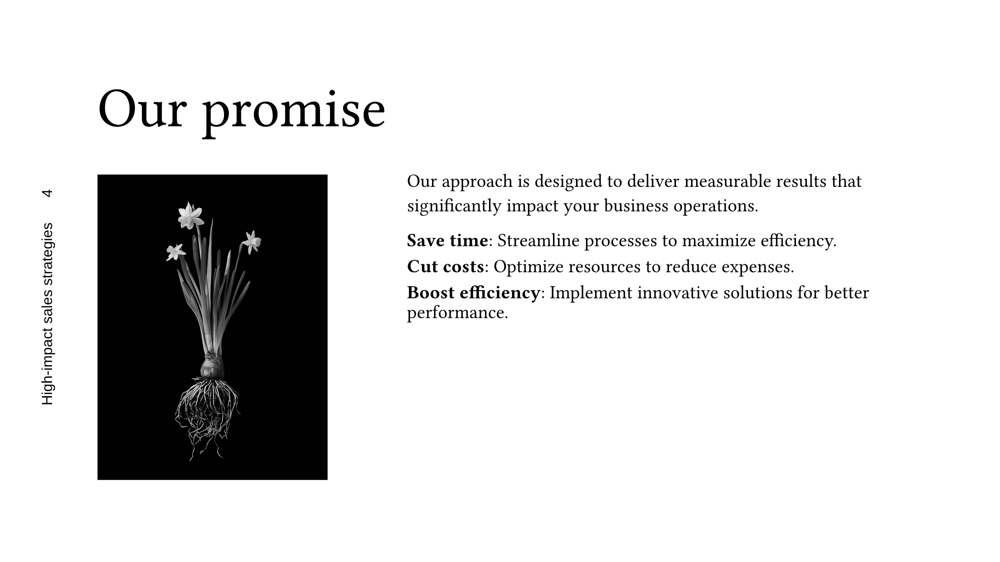 Our promise
High-impact sales strategies 4
Our approach is designed to deliver measurable results that
significantly impact your business operations.
Save time: Streamline processes to maximize efficiency.
Cut costs: Optimize resources to reduce expenses.
Boost efficiency: Implement innovative solutions for better
performance.